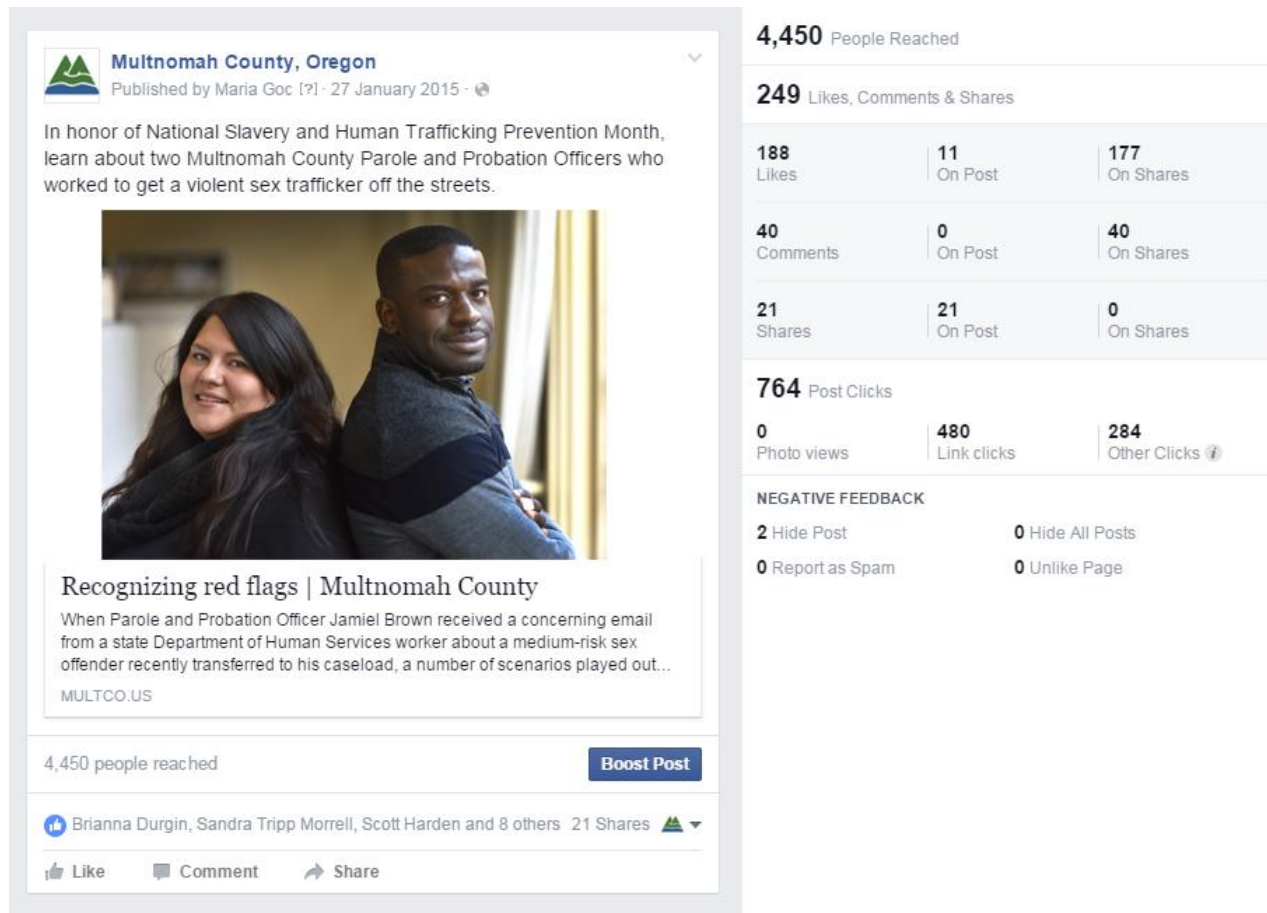 Multnomah County, Oregon
Published by Maria Goc [?] · 27 January 2015 ·
In honor of National Slavery and Human Trafficking Prevention Month,
learn about two Multnomah County Parole and Probation Officers who
worked to get a violent sex trafficker off the streets.
Recognizing red flags | Multnomah County
When Parole and Probation Officer Jamiel Brown received a concerning email
from a state Department of Human Services worker about a medium-risk sex
offender recently transferred to his caseload, a number of scenarios played out...
MULTCO.US
4,450 people reached
Boost Post
Brianna Durgin, Sandra Tripp Morrell, Scott Harden and 8 others 21 Shares
Like Comment Share
4,450 People Reached
249 Likes, Comments & Shares
188 11 177
Likes On Post On Shares
40 0 40
Comments On Post On Shares
21 21 0
Shares On Post On Shares
764 Post Clicks
0 480 284
Photo views Link clicks Other Clicks i
NEGATIVE FEEDBACK
2 Hide Post 0 Hide All Posts
0 Report as Spam 0 Unlike Page